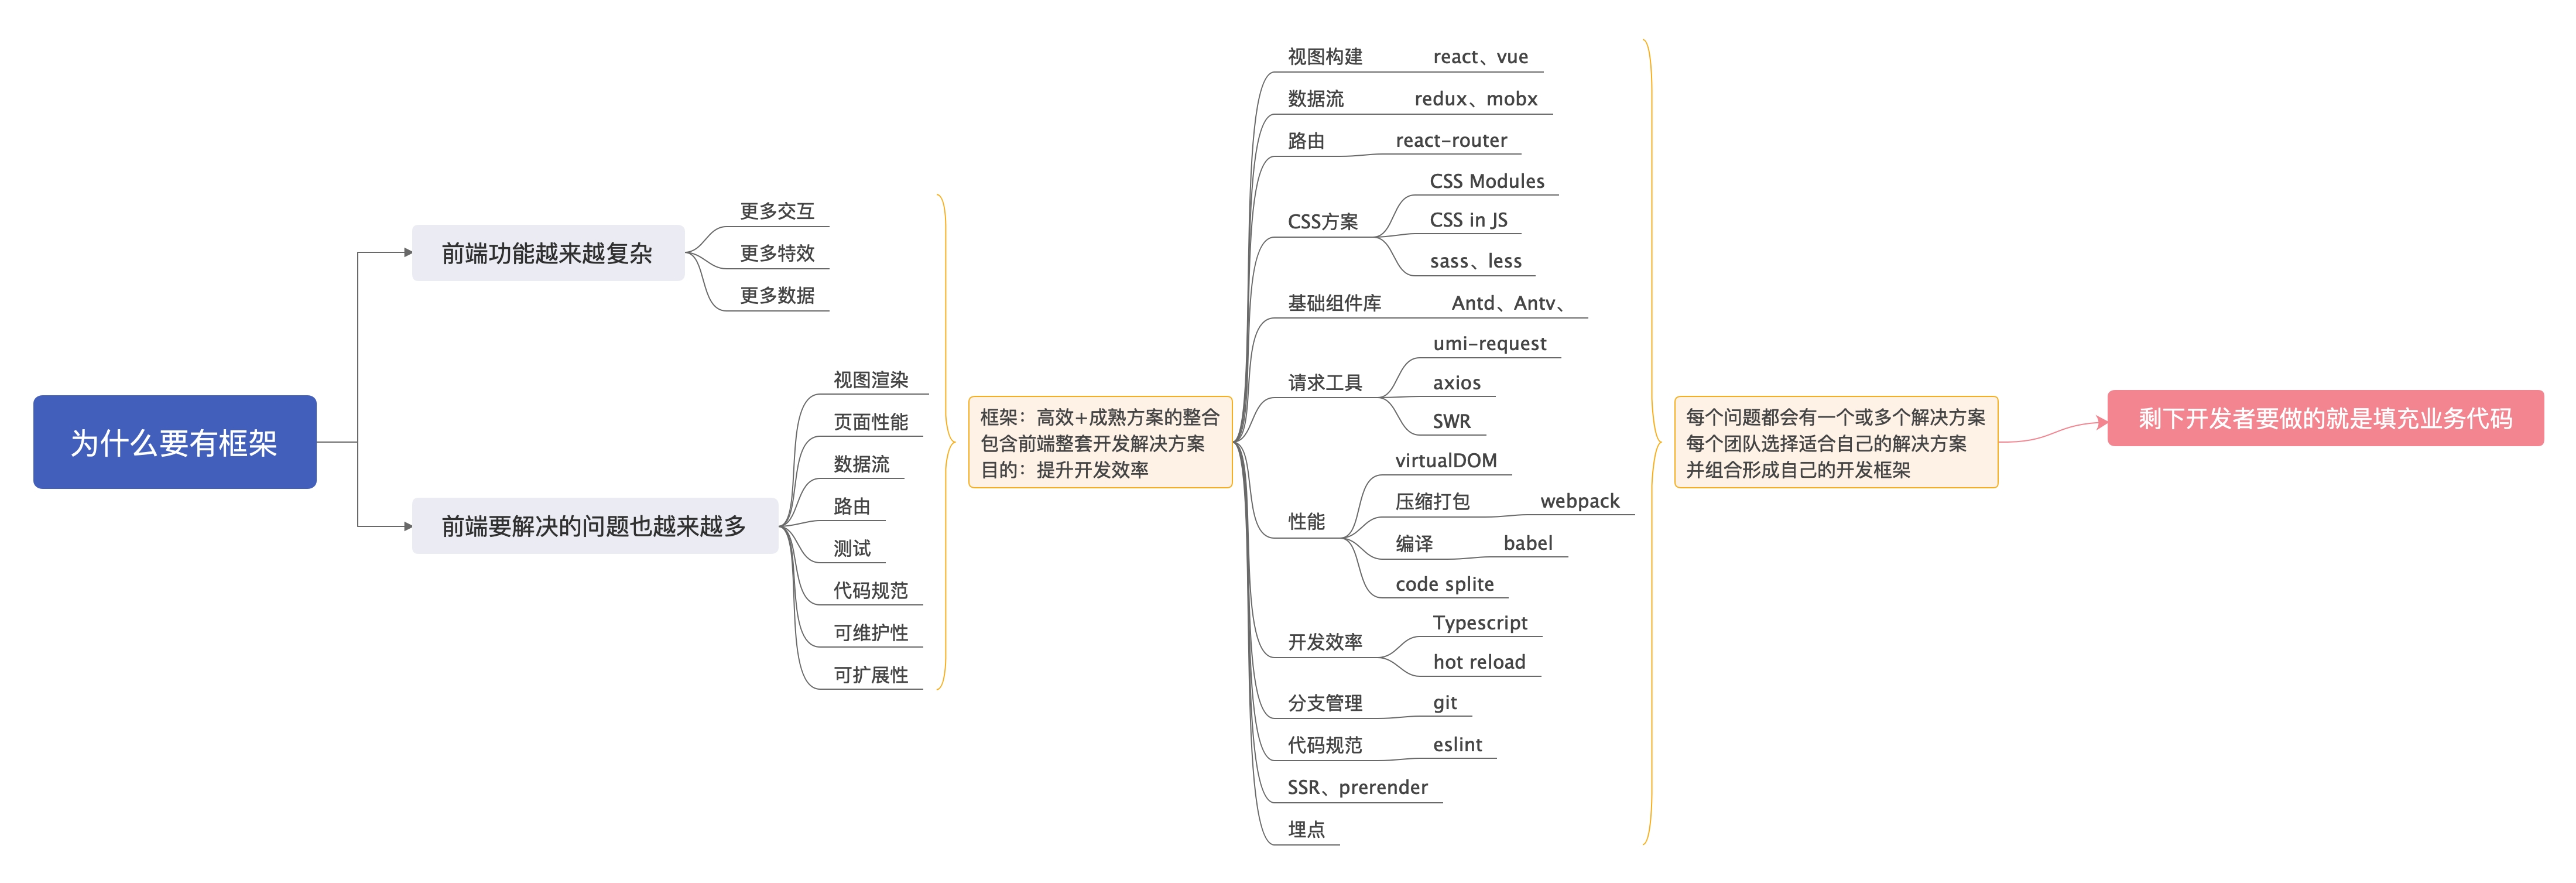 为什么要有框架
前端功能越来越复杂
更多交互
更多特效
更多数据
前端要解决的问题也越来越多
视图渲染
页面性能
数据流
路由
测试
代码规范
可维护性
可扩展性
框架：高效+成熟方案的整合
包含前端整套开发解决方案
目的：提升开发效率
视图构建
react、vue
数据流
redux、mobx
路由
react-router
CSS方案
CSS Modules
CSS in JS
sass、less
基础组件库
Antd、Antv、
请求工具
umi-request
axios
SWR
性能
virtualDOM
压缩打包
webpack
编译
babel
code splite
开发效率
Typescript
hot reload
分支管理
git
代码规范
eslint
SSR、prerender
埋点
每个问题都会有一个或多个解决方案
每个团队选择适合自己的解决方案
并组合形成自己的开发框架
剩下开发者要做的就是填充业务代码